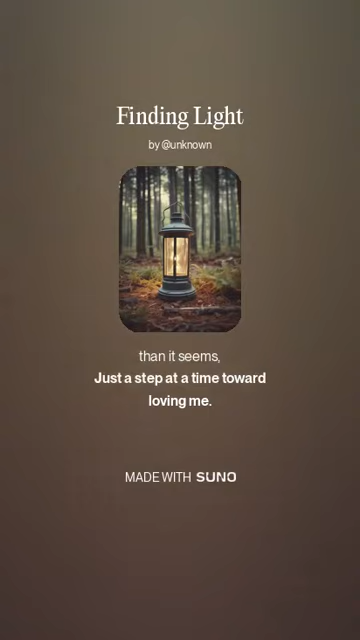 Finding Light
by @unknown
than it seems,
Just a step at a time toward
loving me.
MADE WITH SUNO